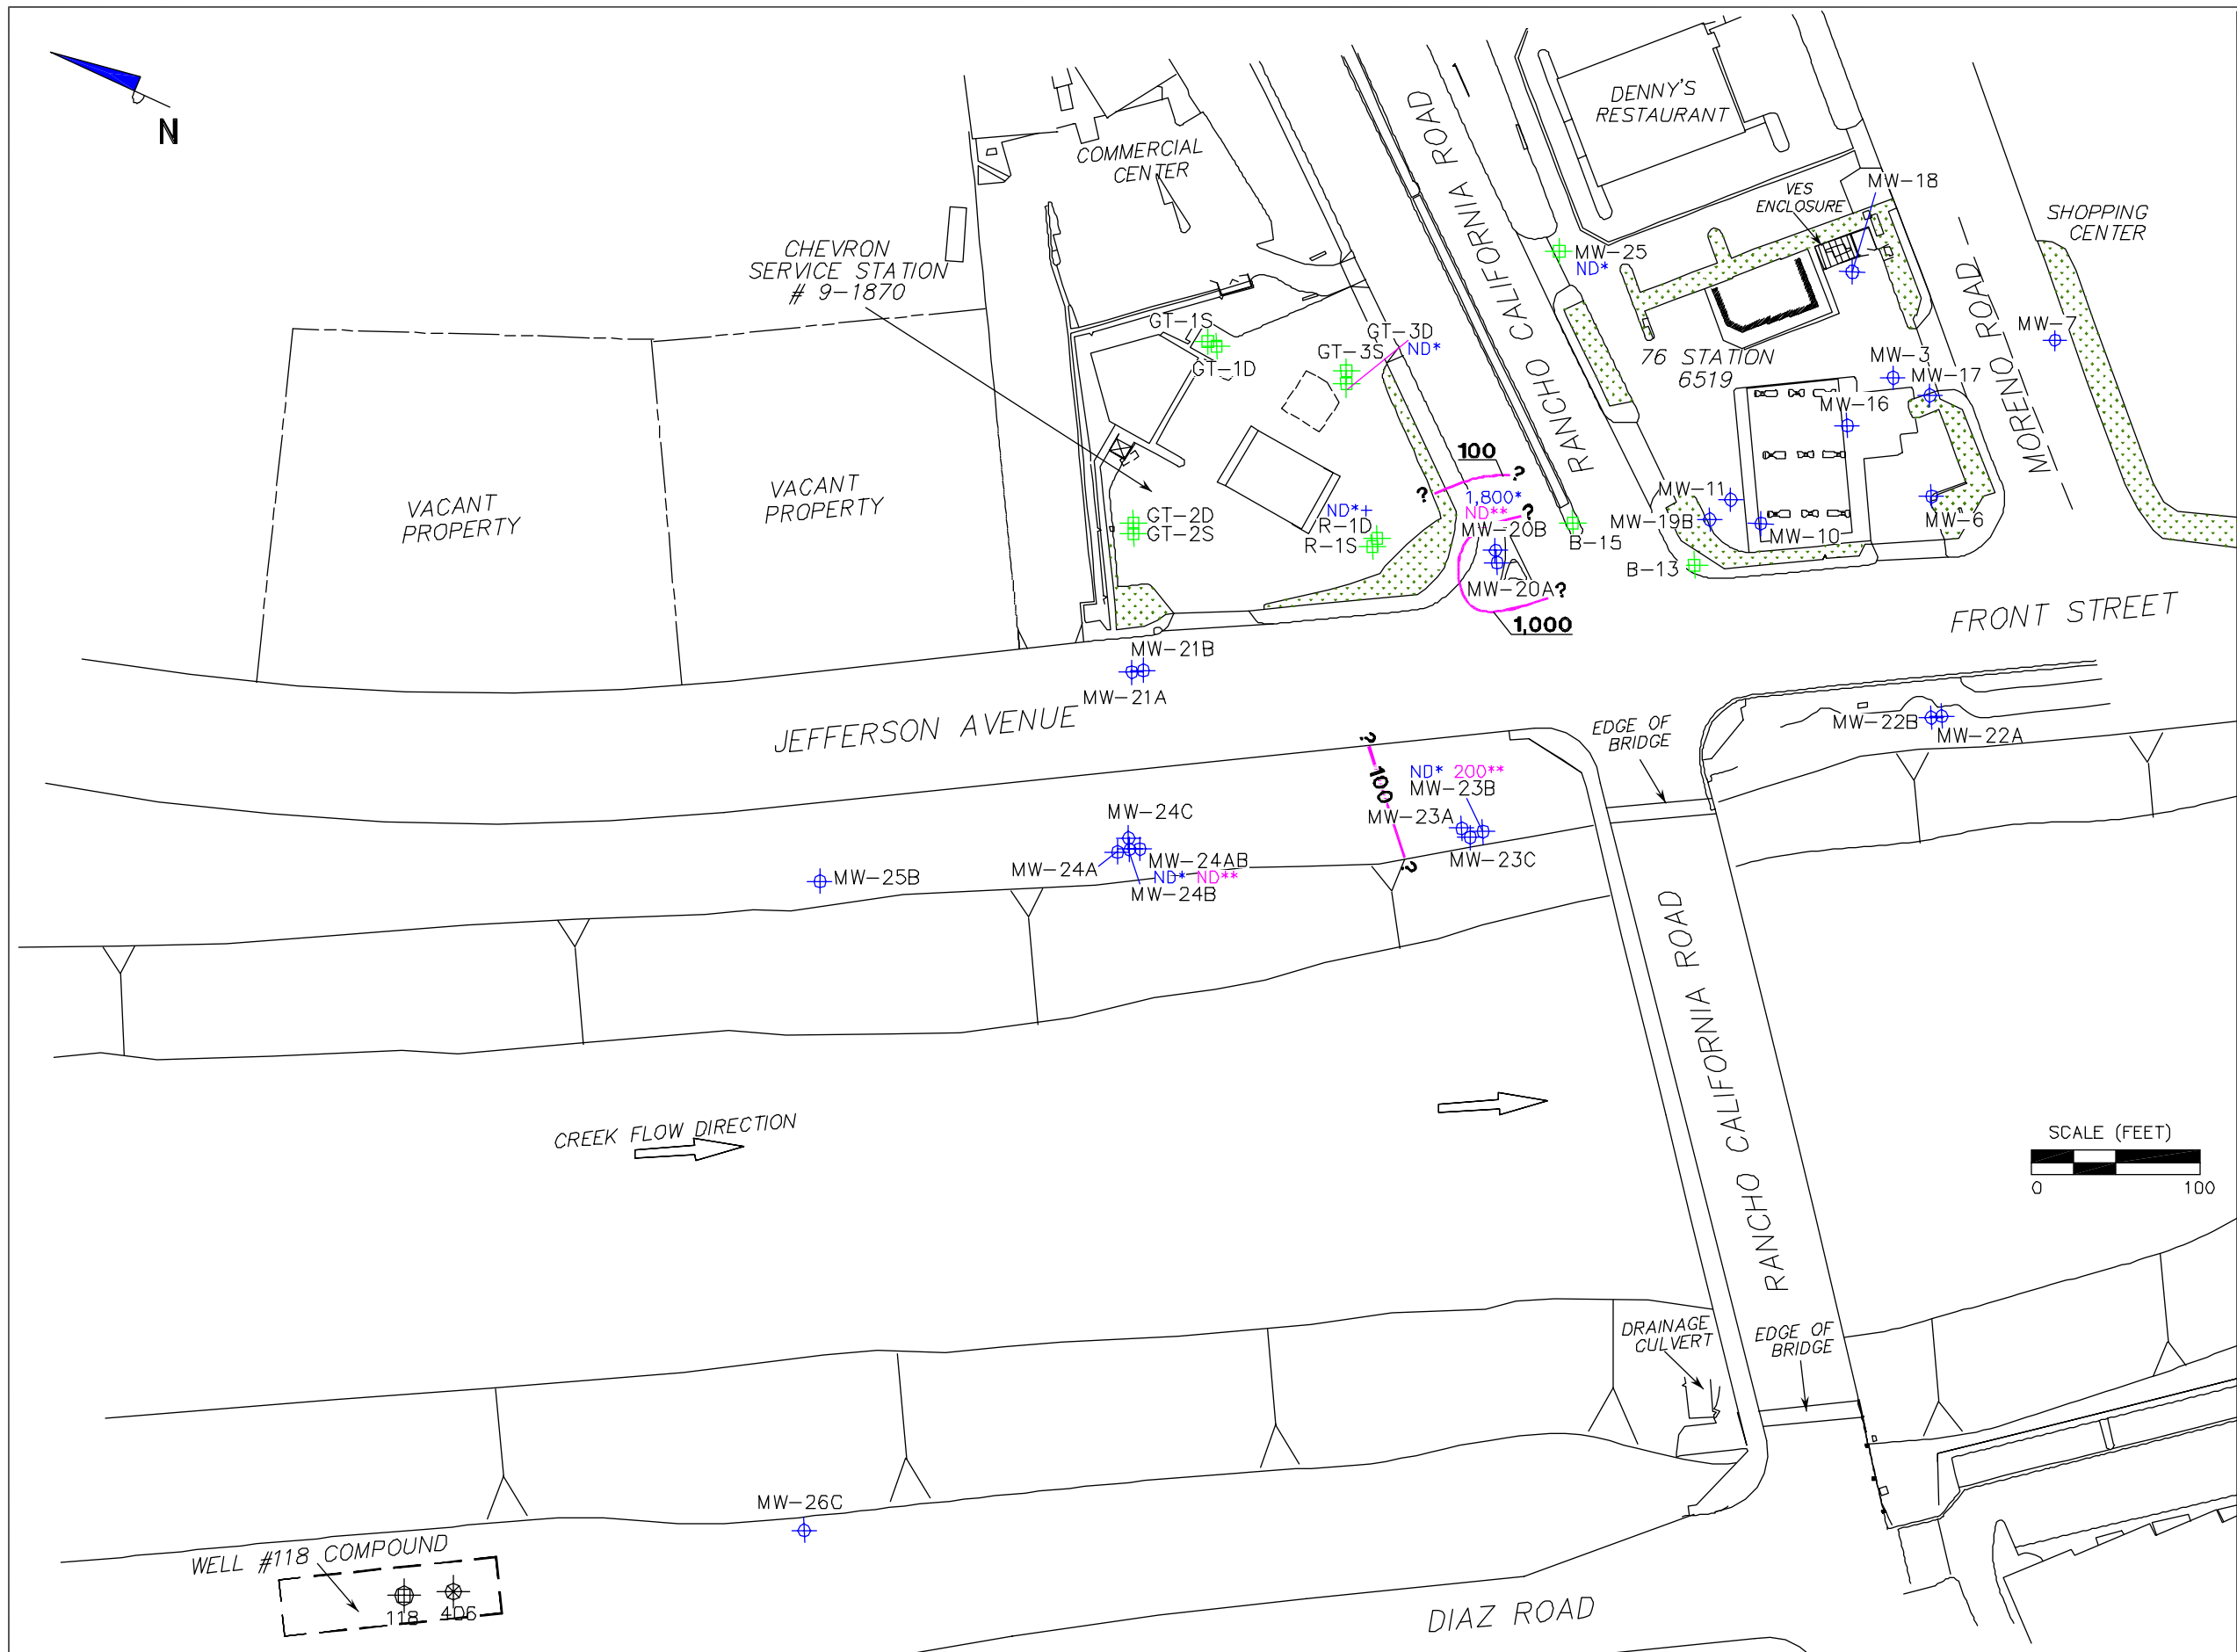 N
COMMERCIAL
CENTER
CHEVRON
SERVICE STATION
# 9-1870
DENNY'S
RESTAURANT
VES
ENCLOSURE
MW-18
SHOPPING
CENTER
RANCHO CALIFORNIA ROAD
MW-25
ND*
76 STATION
6519
MW-7
MW-3
MW-17
MW-16
MORENO ROAD
GT-1S
GT-1D
GT-3D
ND*
GT-3S
VACANT
PROPERTY
VACANT
PROPERTY
GT-2D
GT-2S
100
?
?
1,800*
ND**
?
MW-20B
ND*+
R-1D
R-1S
B-15
MW-11
MW-19B
MW-10
MW-6
B-13
MW-20A
?
1,000
FRONT STREET
MW-21B
MW-21A
JEFFERSON AVENUE
EDGE OF
BRIDGE
MW-22B
MW-22A
?
100
?
ND* 200**
MW-23B
MW-23A
MW-23C
MW-24C
MW-24A
MW-24AB
ND* ND**
MW-24B
MW-25B
RANCHO CALIFORNIA ROAD
CREEK FLOW DIRECTION
SCALE (FEET)
0 100
DRAINAGE
CULVERT
EDGE OF
BRIDGE
MW-26C
WELL #118 COMPOUND
118 406
DIAZ ROAD